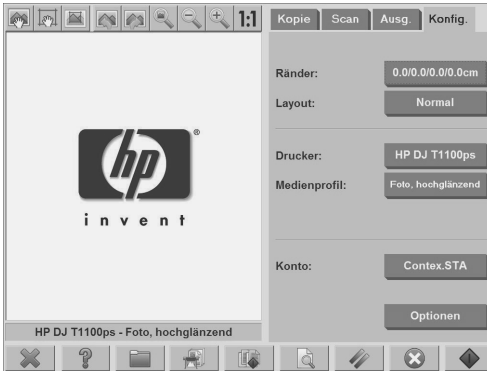 1:1
Kopie Scan Ausg. Konfig.
Ränder: 0.0/0.0/0.0/0.0cm
Layout: Normal
hp ®
invent
Drucker: HP DJ T1100ps
Medienprofil: Foto, hochglänzend
Konto: Contex.STA
Optionen
HP DJ T1100ps - Foto, hochglänzend
?